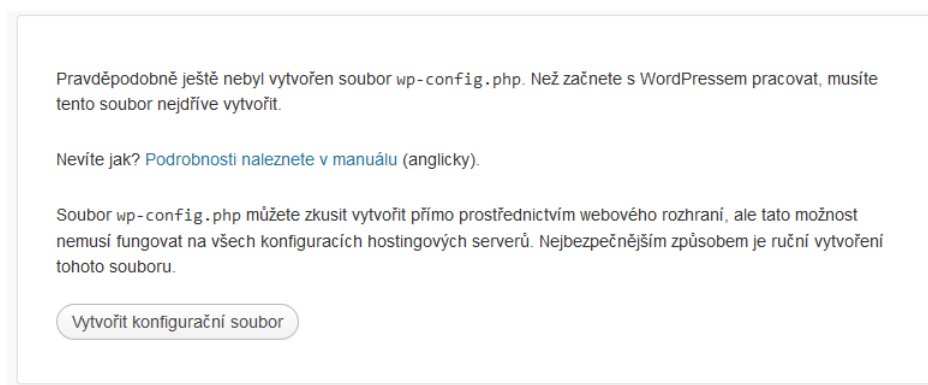 Pravděpodobně ještě nebyl vytvořen soubor wp-config.php. Než začnete s WordPressem pracovat, musíte
tento soubor nejdříve vytvořit.
Nevíte jak? Podrobnosti naleznete v manuálu (anglicky).
Soubor wp-config.php můžete zkusit vytvořit přímo prostřednictvím webového rozhraní, ale tato možnost
nemusí fungovat na všech konfiguracích hostingových serverů. Nejbezpečnějším způsobem je ruční vytvoření
tohoto souboru.
Vytvořit konfigurační soubor